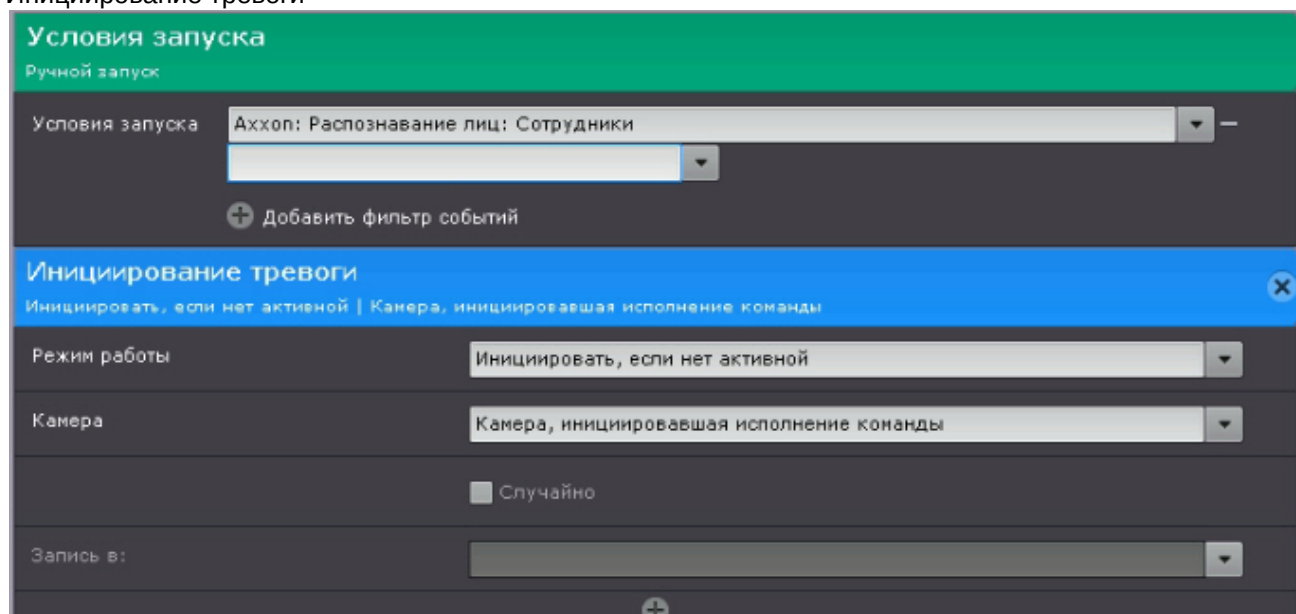 Инициирование тревоги
Условия запуска
Ручной запуск
Условия запуска
Axxon: Распознавание лиц: Сотрудники
Добавить фильтр событий
Инициирование тревоги
Инициировать, если нет активной | Камера, инициировавшая исполнение команды
Режим работы
Инициировать, если нет активной
Камера
Камера, инициировавшая исполнение команды
Случайно
Запись в: